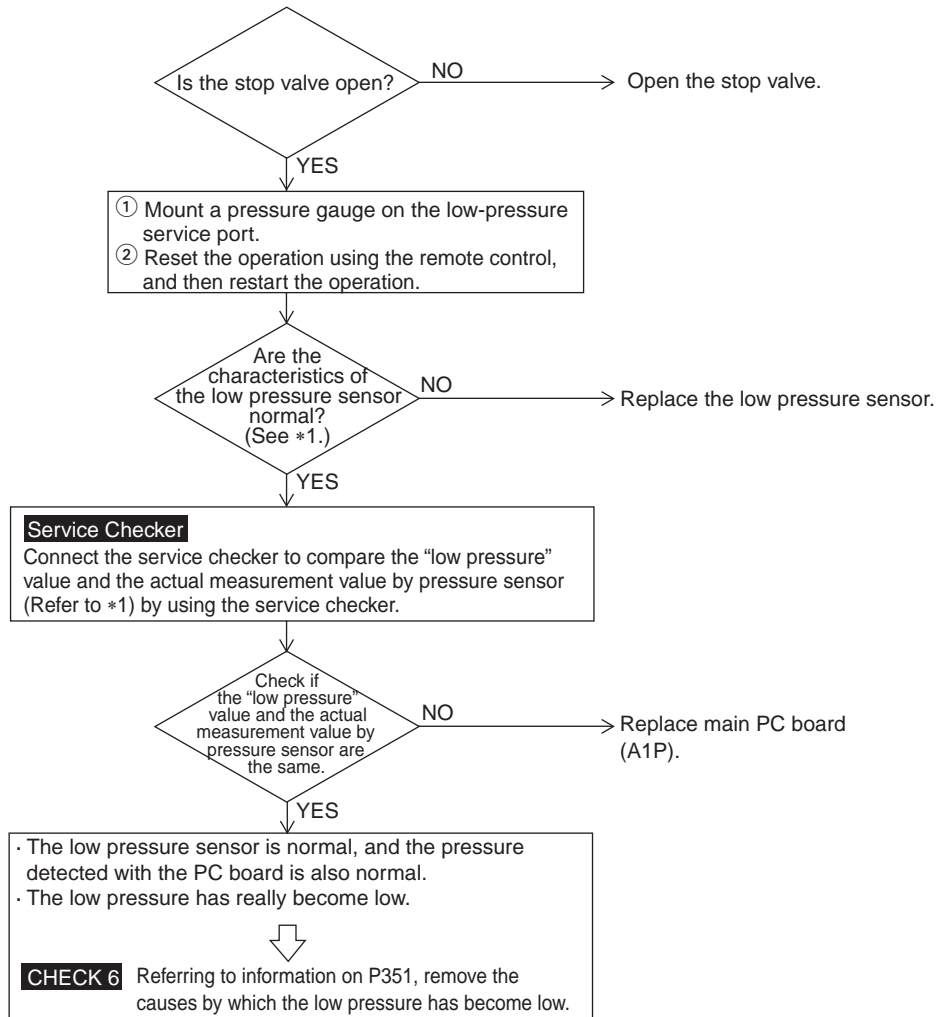 Is the stop valve open?
NO
Open the stop valve.
YES
① Mount a pressure gauge on the low-pressure
service port.
② Reset the operation using the remote control,
and then restart the operation.
Are the
characteristics of
the low pressure sensor
normal?
(See *1.)
NO
Replace the low pressure sensor.
YES
Service Checker
Connect the service checker to compare the “low pressure”
value and the actual measurement value by pressure sensor
(Refer to *1) by using the service checker.
Check if
the “low pressure”
value and the actual
measurement value by
pressure sensor are
the same.
NO
Replace main PC board
(A1P).
YES
· The low pressure sensor is normal, and the pressure
detected with the PC board is also normal.
· The low pressure has really become low.
CHECK 6 Referring to information on P351, remove the
causes by which the low pressure has become low.